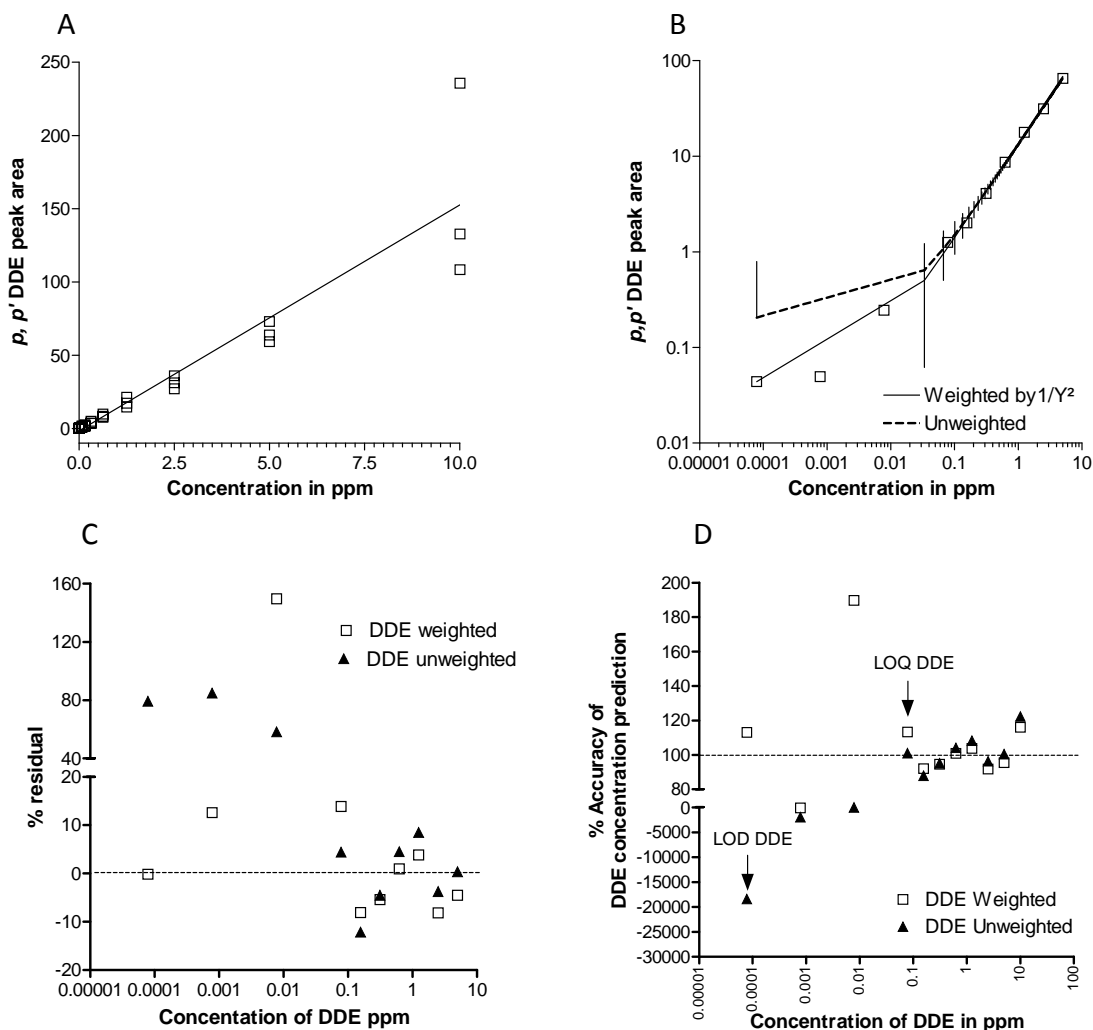 A
250
200
150
100
50
0
0.0
2.5
5.0
7.5
10.0
p, p' DDE peak area
Concentration in ppm
B
100
10
1
0.1
0.01
0.00001
0.0001
0.001
0.01
0.1
1
10
p,p' DDE peak area
Weighted by1/Y²
Unweighted
Concentration in ppm
C
160
120
80
40
20
10
0
-10
-20
0.00001
0.0001
0.001
0.01
0.1
1
10
% residual
DDE weighted
DDE unweighted
Concentation of DDE ppm
D
200
180
160
140
120
100
80
0
-5000
-10000
-15000
-20000
-25000
-30000
0.00001
0.0001
0.001
0.01
0.1
1
10
100
% Accuracy of
DDE concentration prediction
LOQ DDE
LOD DDE
DDE Weighted
DDE Unweighted
Concentration of DDE in ppm